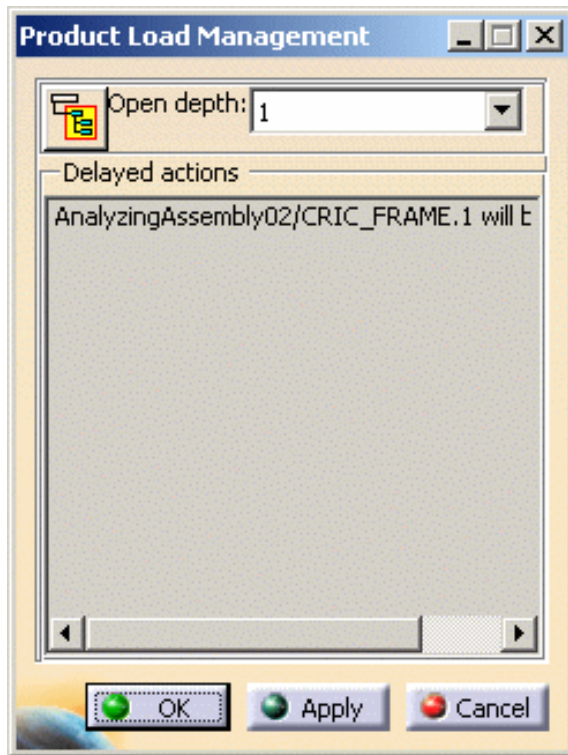 Product Load Management
Open depth: 1
Delayed actions
AnalyzingAssembly02/CRIC_FRAME.1 will
OK Apply Cancel